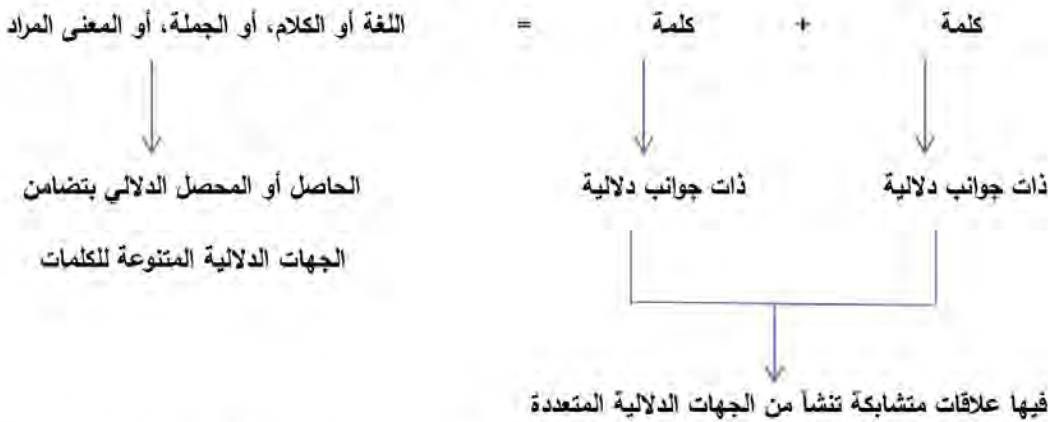 كلمة + كلمة = اللغة أو الكلام، أو الجملة، أو المعنى المراد
ذات جوانب دلالية ذات جوانب دلالية الحاصل أو المحصل الدلالي بتضامن
الجهات الدلالية المتنوعة للكلمات
فيها علاقات متشابكة تنشأ من الجهات الدلالية المتعددة